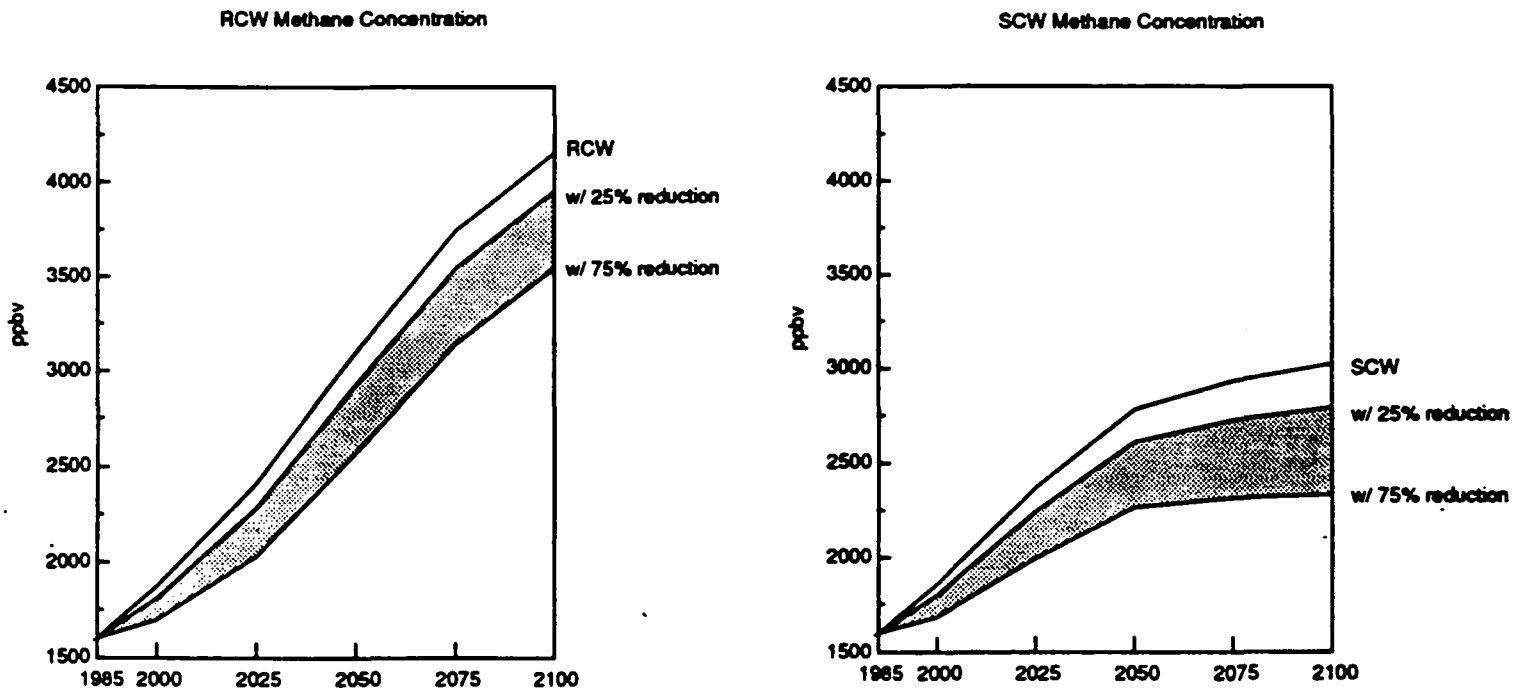 RCW Methane Concentration
4500
4000
3500
3000
2500
2000
1500
ppbv
1985 2000 2025 2050 2075 2100
RCW
w/ 25% reduction
w/ 75% reduction
SCW Methane Concentration
4500
4000
3500
3000
2500
2000
1500
ppbv
1985 2000 2025 2050 2075 2100
SCW
w/ 25% reduction
w/ 75% reduction